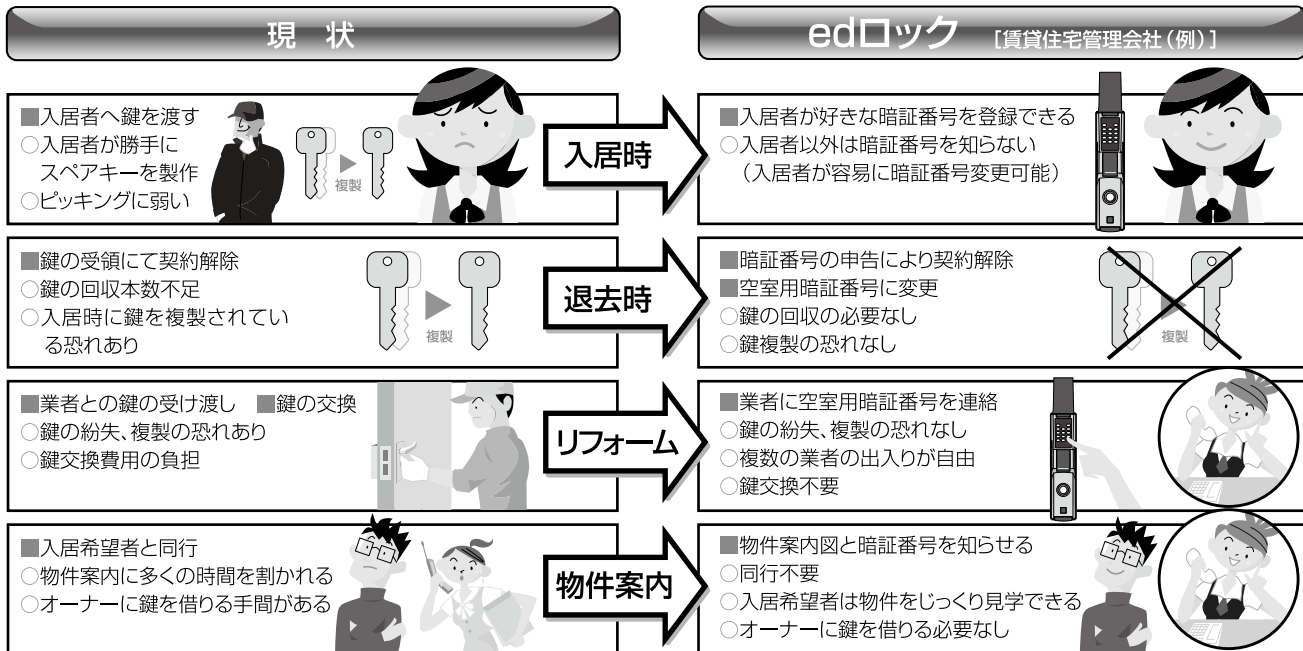 現 状
edロック [賃貸住宅管理会社(例)]
■入居者へ鍵を渡す
○入居者が勝手に
スペアキーを製作
○ピッキングに弱い
複製
入居時
■入居者が好きな暗証番号を登録できる
○入居者以外は暗証番号を知らない
(入居者が容易に暗証番号変更可能)
■鍵の受領にて契約解除
○鍵の回収本数不足
○入居時に鍵を複製されてい
る恐れあり
複製
退去時
■暗証番号の申告により契約解除
■空室用暗証番号に変更
○鍵の回収の必要なし
○鍵複製の恐れなし
複製
■業者との鍵の受け渡し ■鍵の交換
○鍵の紛失、複製の恐れあり
○鍵交換費用の負担
リフォーム
■業者に空室用暗証番号を連絡
○鍵の紛失、複製の恐れなし
○複数の業者の出入りが自由
○鍵交換不要
■入居希望者と同行
○物件案内に多くの時間を割かれる
○オーナーに鍵を借りる手間がある
物件案内
■物件案内図と暗証番号を知らせる
○同行不要
○入居希望者は物件をじっくり見学できる
○オーナーに鍵を借りる必要なし